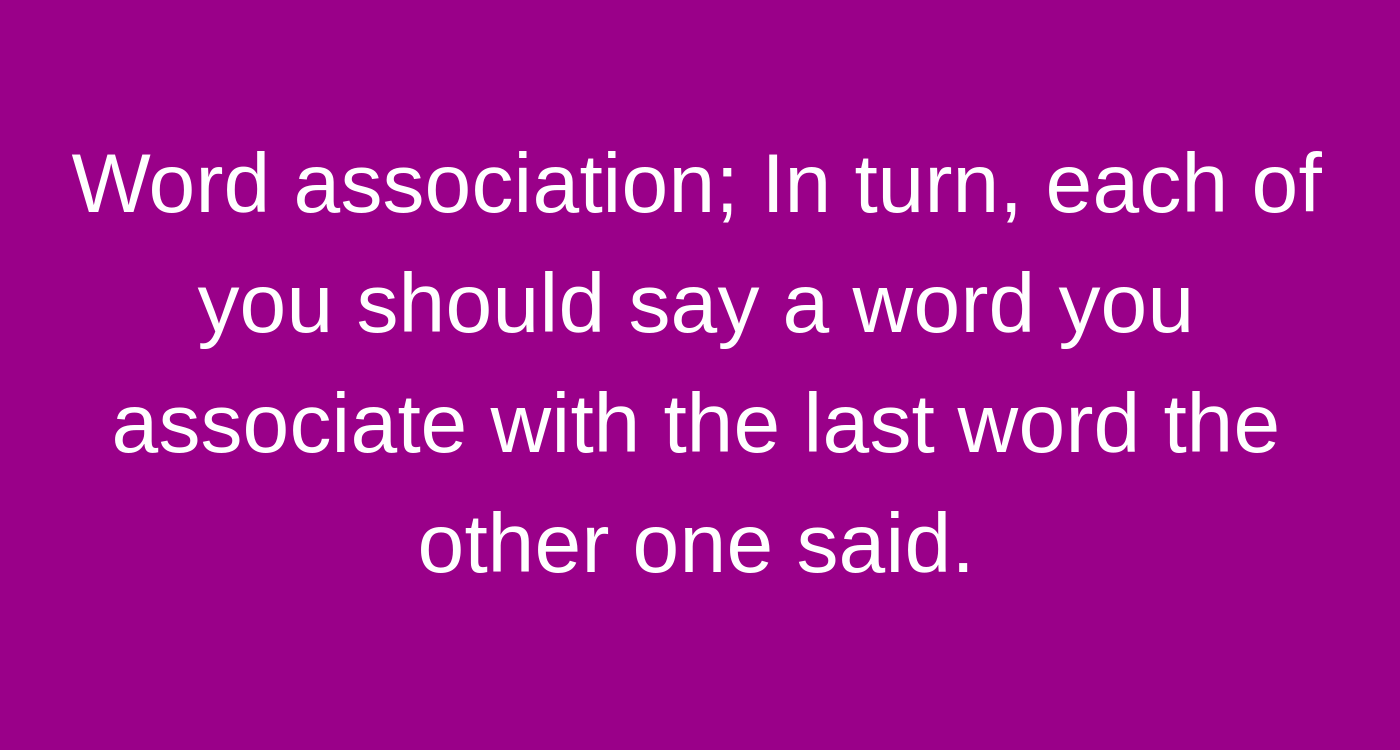 Word association; In turn, each of
you should say a word you
associate with the last word the
other one said.